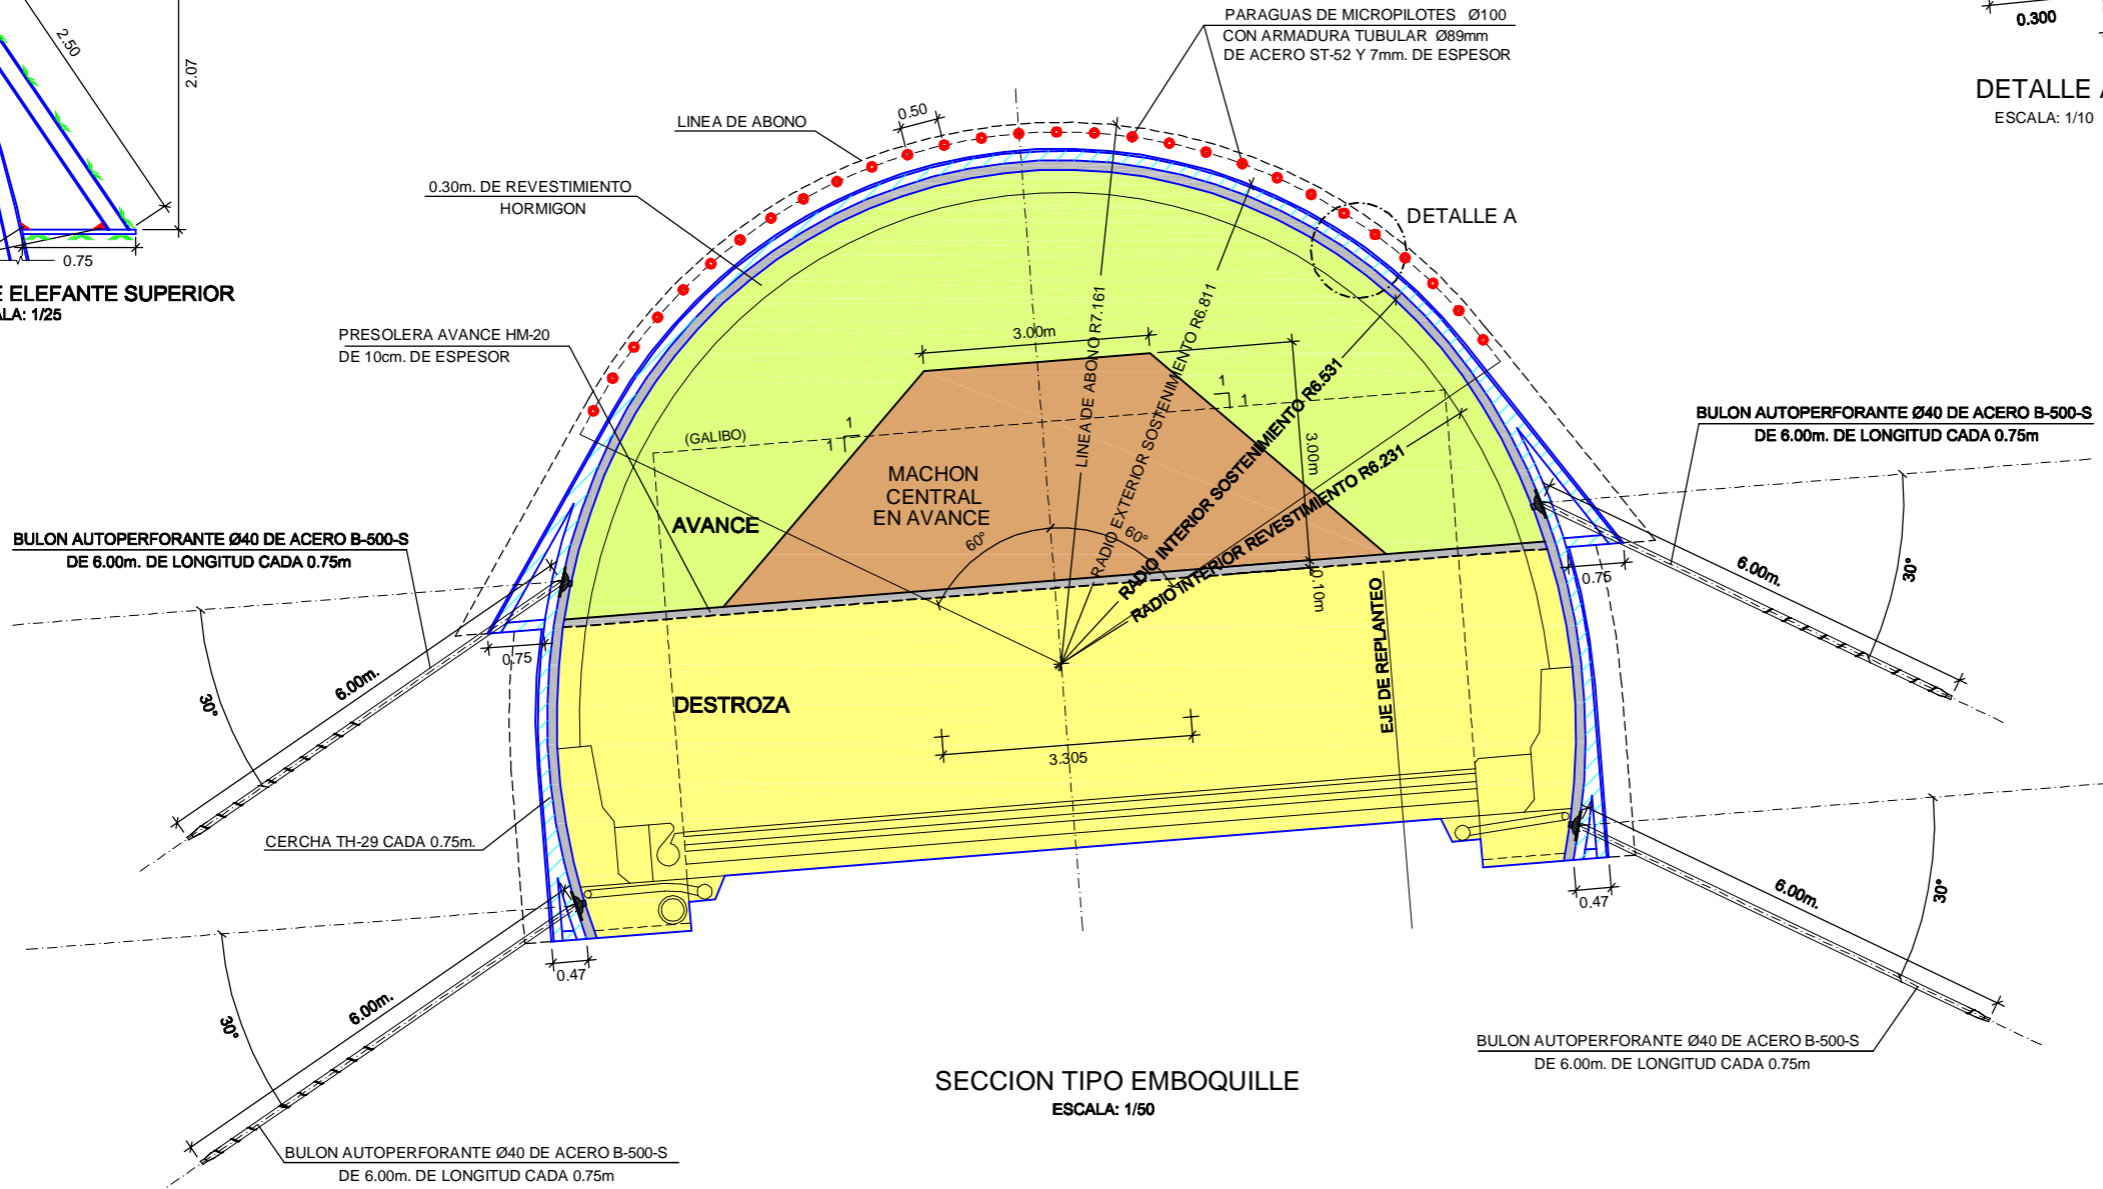 2.50
2.07
0.75
E ELEFANTE SUPERIOR
ALA: 1/25
PARAGUAS DE MICROPILOTES Ø100
CON ARMADURA TUBULAR Ø89mm
DE ACERO ST-52 Y 7mm. DE ESPESOR
0.300
DETALLE A
ESCALA: 1/10
LINEA DE ABONO
0.50
0.30m. DE REVESTIMIENTO
HORMIGON
DETALLE A
PRESOLERA AVANCE HM-20
DE 10cm. DE ESPESOR
3.00m
LINEA DE ABONO R7.161
RADIO EXTERIOR SOSTENIMIENTO R6.811
RADIO INTERIOR SOSTENIMIENTO R6.531
RADIO INTERIOR REVESTIMIENTO R6.231
1
1
1
1
(GALIBO)
3.00m
MACHON
CENTRAL
EN AVANCE
AVANCE
60°
60°
0.10m
EJE DE REPLANTEO
BULON AUTOPERFORANTE Ø40 DE ACERO B-500-S
DE 6.00m. DE LONGITUD CADA 0.75m
BULON AUTOPERFORANTE Ø40 DE ACERO B-500-S
DE 6.00m. DE LONGITUD CADA 0.75m
0.75
6.00m.
30°
0.75
6.00m.
30°
DESTROZA
3.305
CERCHA TH-29 CADA 0.75m.
0.47
6.00m.
30°
0.47
6.00m.
30°
BULON AUTOPERFORANTE Ø40 DE ACERO B-500-S
DE 6.00m. DE LONGITUD CADA 0.75m
SECCION TIPO EMBOQUILLE
ESCALA: 1/50
BULON AUTOPERFORANTE Ø40 DE ACERO B-500-S
DE 6.00m. DE LONGITUD CADA 0.75m